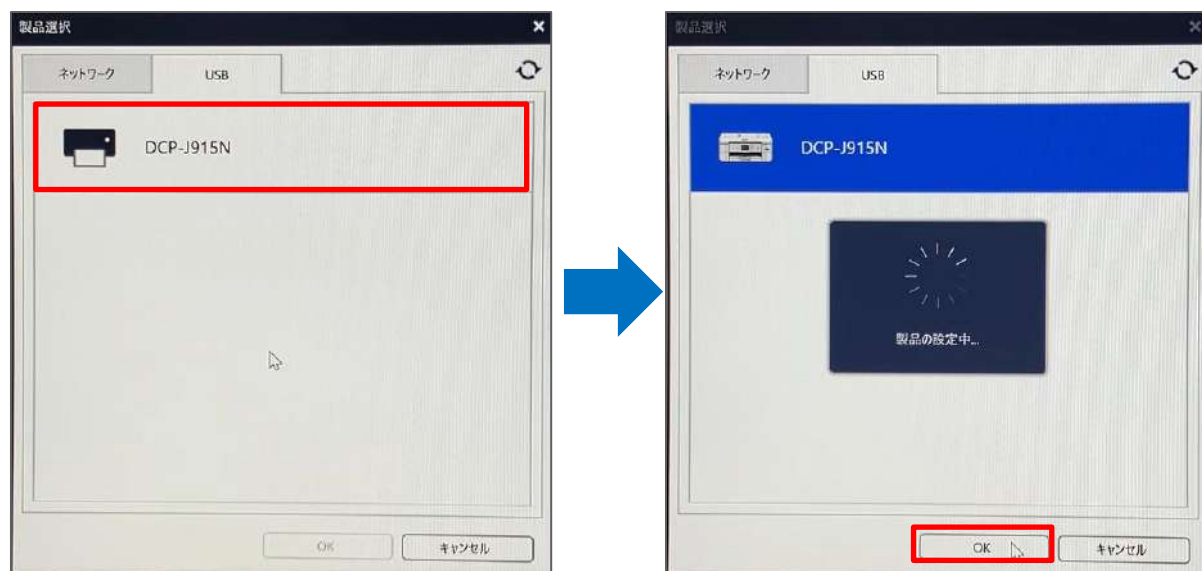 製品選択
ネットワーク
USB
DCP-J915N
OK
キャンセル
製品選択
ネットワーク
USB
DCP-J915N
製品の設定中...
OK
キャンセル